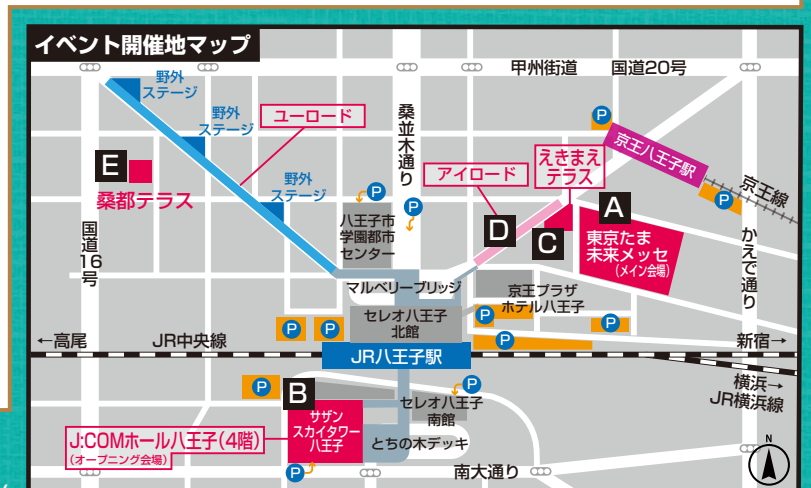 イベント開催地マップ
甲州街道 国道20号
野外
ステージ
野外
ステージ
野外
ステージ
ユーロード
桑並木通り
P
京王八王子駅
京王線
P
えきまえ
テラス
アイロード
E
桑都テラス
国道16号
P
P
八王子市
学園都市
センター
D
C
A
東京たま
未来メッセ
(メイン会場)
かえで通り
マルベリーブリッジ
京王プラザ
ホテル八王子
セレオ八王子
北館
P
P
P
P
P
←高尾
JR中央線
JR八王子駅
新宿→
横浜→
JR横浜線
P
B
P
セレオ八王子
南館
サザン
スカイタワー
八王子
とちの木デッキ
J:COMホール八王子(4階)
(オープニング会場)
P
南大通り
N